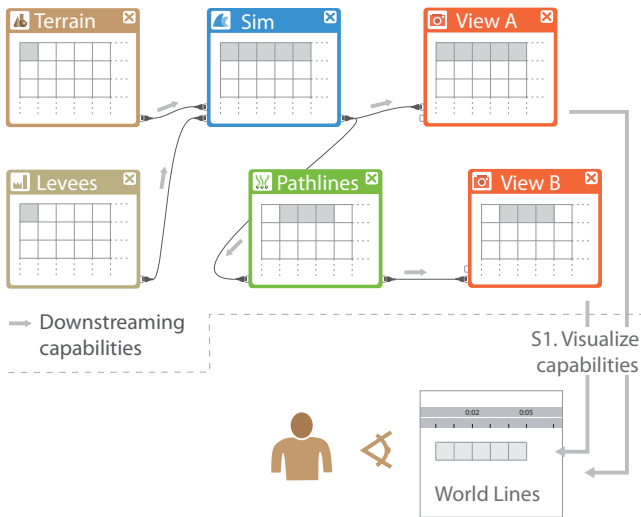 Terrain
Sim
View A
Levees
Pathlines
View B
Downstreaming
capabilities
S1. Visualize
capabilities
0:02 0:05
World Lines